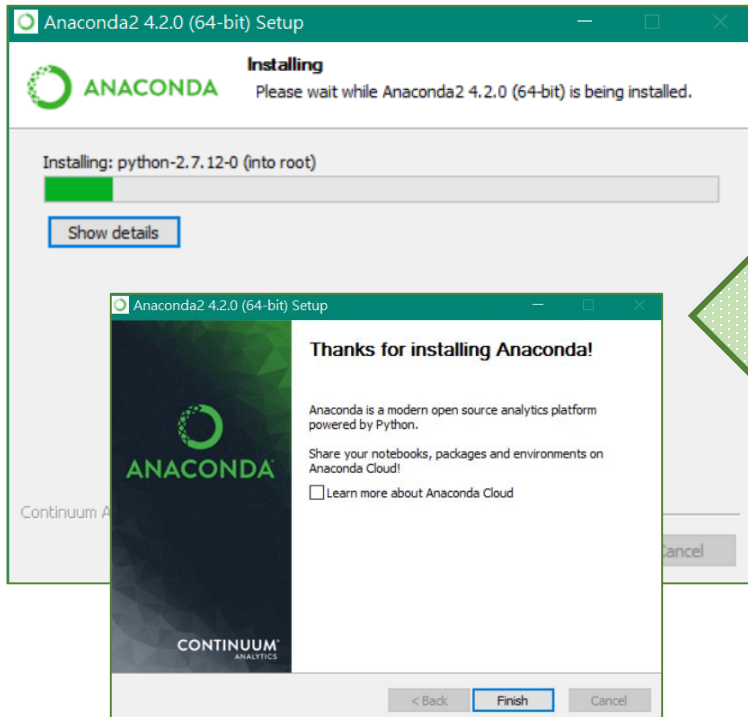 Anaconda2 4.2.0 (64-bit) Setup
ANACONDA
Installing
Please wait while Anaconda2 4.2.0 (64-bit) is being installed.
Installing: python-2.7.12-0 (into root)
Show details
Continuum A
Cancel
Anaconda2 4.2.0 (64-bit) Setup
ANACONDA
CONTINUUM
ANALYTICS
Thanks for installing Anaconda!
Anaconda is a modern open source analytics platform
powered by Python.
Share your notebooks, packages and environments on
Anaconda Cloud!
Learn more about Anaconda Cloud
< Back
Finish
Cancel